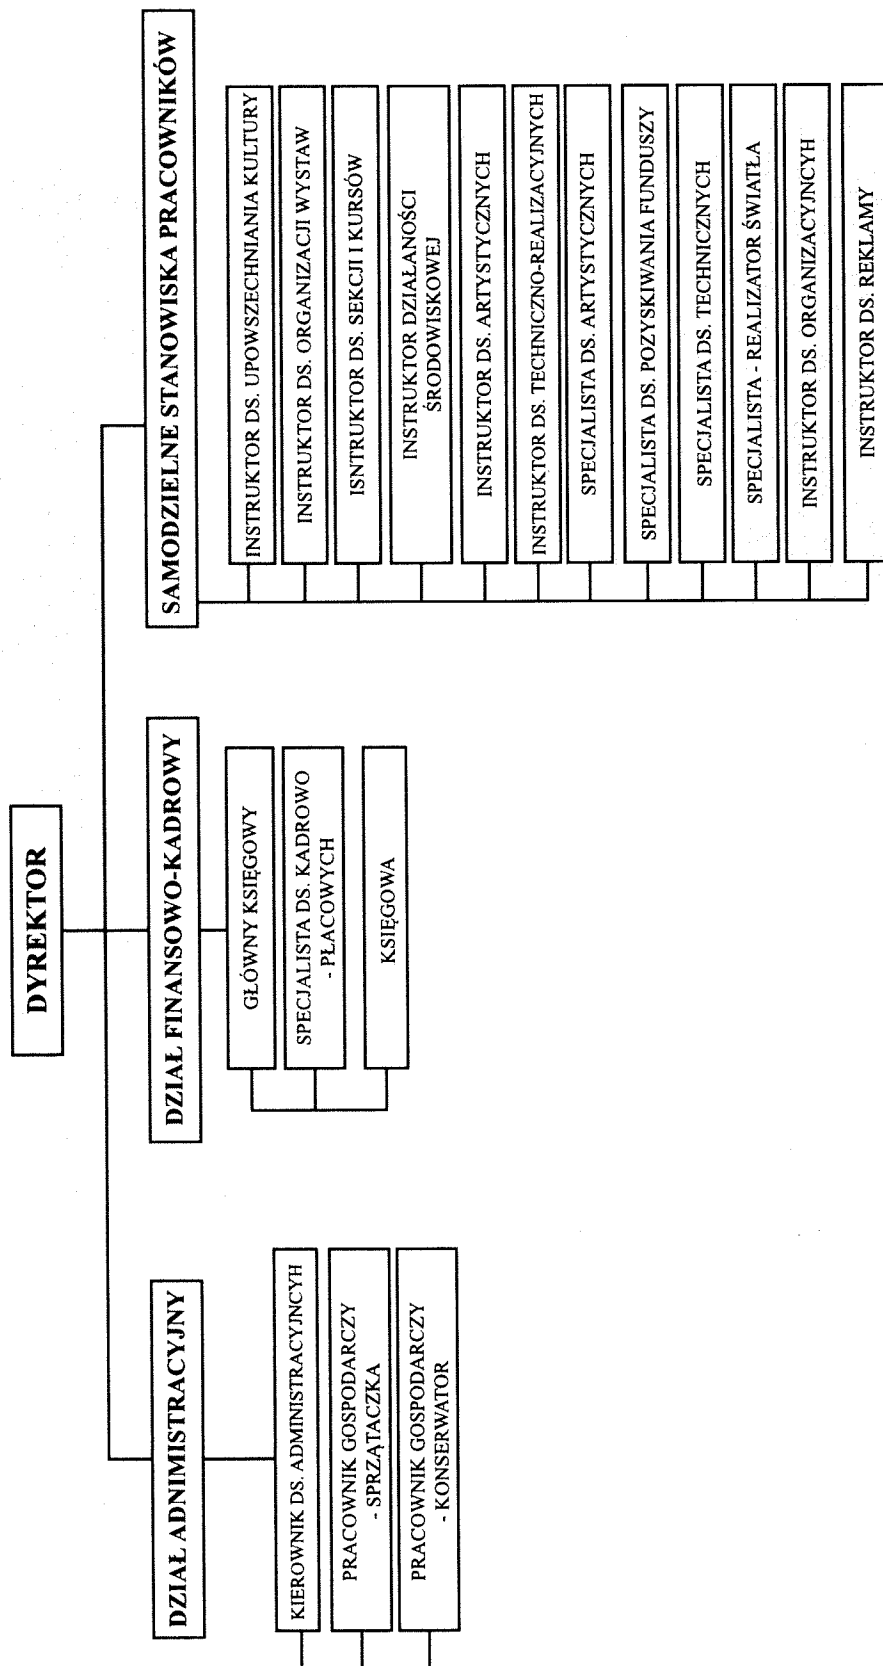 DYREKTOR
DZIAŁ ADNIMISTRACYJNY
KIEROWNIK DS. ADMINISTRACYJNCYH
PRACOWNIK GOSPODARCZY
- SPRZĄTACZKA
PRACOWNIK GOSPODARCZY
- KONSERWATOR
DZIAŁ FINANSOWO-KADROWY
GŁÓWNY KSIĘGOWY
SPECJALISTA DS. KADROWO
- PŁACOWYCH
KSIĘGOWA
SAMODZIELNE STANOWISKA PRACOWNIKÓW
INSTRUKTOR DS. UPOWSZECHNIANIA KULTURY
INSTRUKTOR DS. ORGANIZACJI WYSTAW
ISNTRUKTOR DS. SEKCJI I KURSÓW
INSTRUKTOR DZIAŁANOŚCI
ŚRODOWISKOWEJ
INSTRUKTOR DS. ARTYSTYCZNYCH
INSTRUKTOR DS. TECHNICZNO-REALIZACYJNYCH
SPECJALISTA DS. ARTYSTYCZNYCH
SPECJALISTA DS. POZYSKIWANIA FUNDUSZY
SPECJALISTA DS. TECHNICZNYCH
SPECJALISTA - REALIZATOR ŚWIATŁA
INSTRUKTOR DS. ORGANIZACYJNCYH
INSTRUKTOR DS. REKLAMY